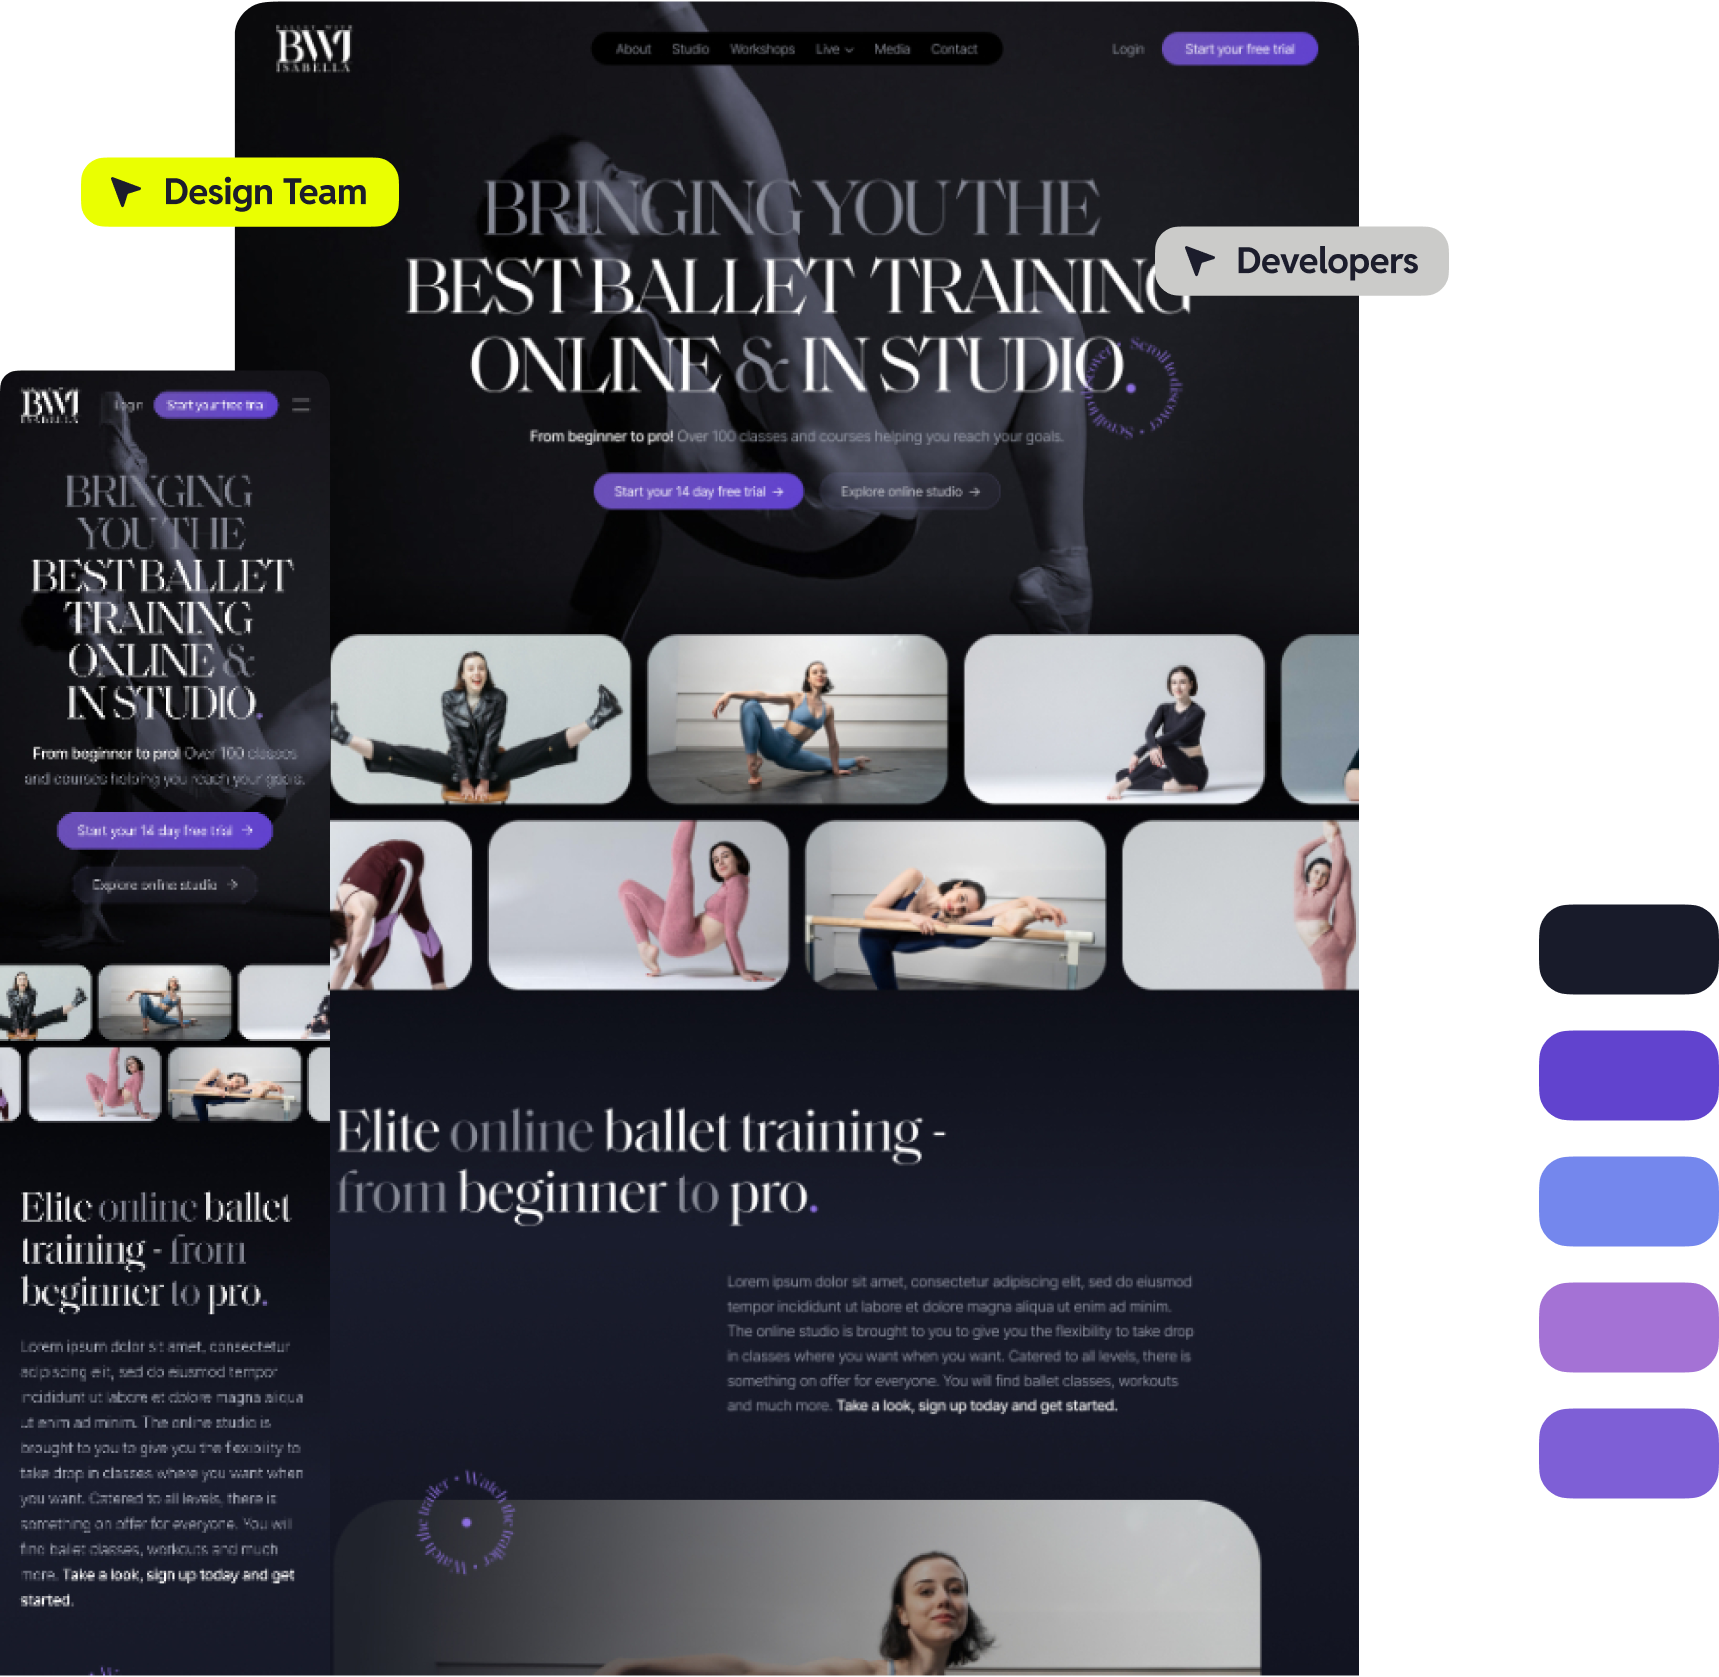 BALLET WITH
BWI
ISABELLA
About Studio Workshops Live Media Contact
Login Start your free trial
Design Team
BRINGING YOU THE
Developers
BEST BALLET TRAINING
ONLINE & IN STUDIO.
Scroll to discover • Scroll to discover •
From beginner to pro! Over 100 classes and courses helping you reach your goals.
Start your 14 day free trial → Explore online studio →
Elite online ballet training -
from beginner to pro.
Lorem ipsum dolor sit amet, consectetur adipiscing elit, sed do eiusmod
tempor incididunt ut labore et dolore magna aliqua ut enim ad minim.
The online studio is brought to you to give you the flexibility to take drop
in classes where you want when you want. Catered to all levels, there is
something on offer for everyone. You will find ballet classes, workouts
and much more. Take a look, sign up today and get started.
Watch the trailer • Watch the trailer •
BWI
ISABELLA
Login Start your free trial
BRINGING
YOU THE
BEST BALLET
TRAINING
ONLINE &
IN STUDIO.
From beginner to pro! Over 100 classes
and courses helping you reach your goals.
Start your 14 day free trial →
Explore online studio →
Elite online ballet
training - from
beginner to pro.
Lorem ipsum dolor sit amet, consectetur
adipiscing elit, sed do eiusmod tempor
incididunt ut labore et dolore magna aliqua
ut enim ad minim. The online studio is
brought to you to give you the flexibility to
take drop in classes where you want when
you want. Catered to all levels, there is
something on offer for everyone. You will
find ballet classes, workouts and much
more. Take a look, sign up today and get
started.